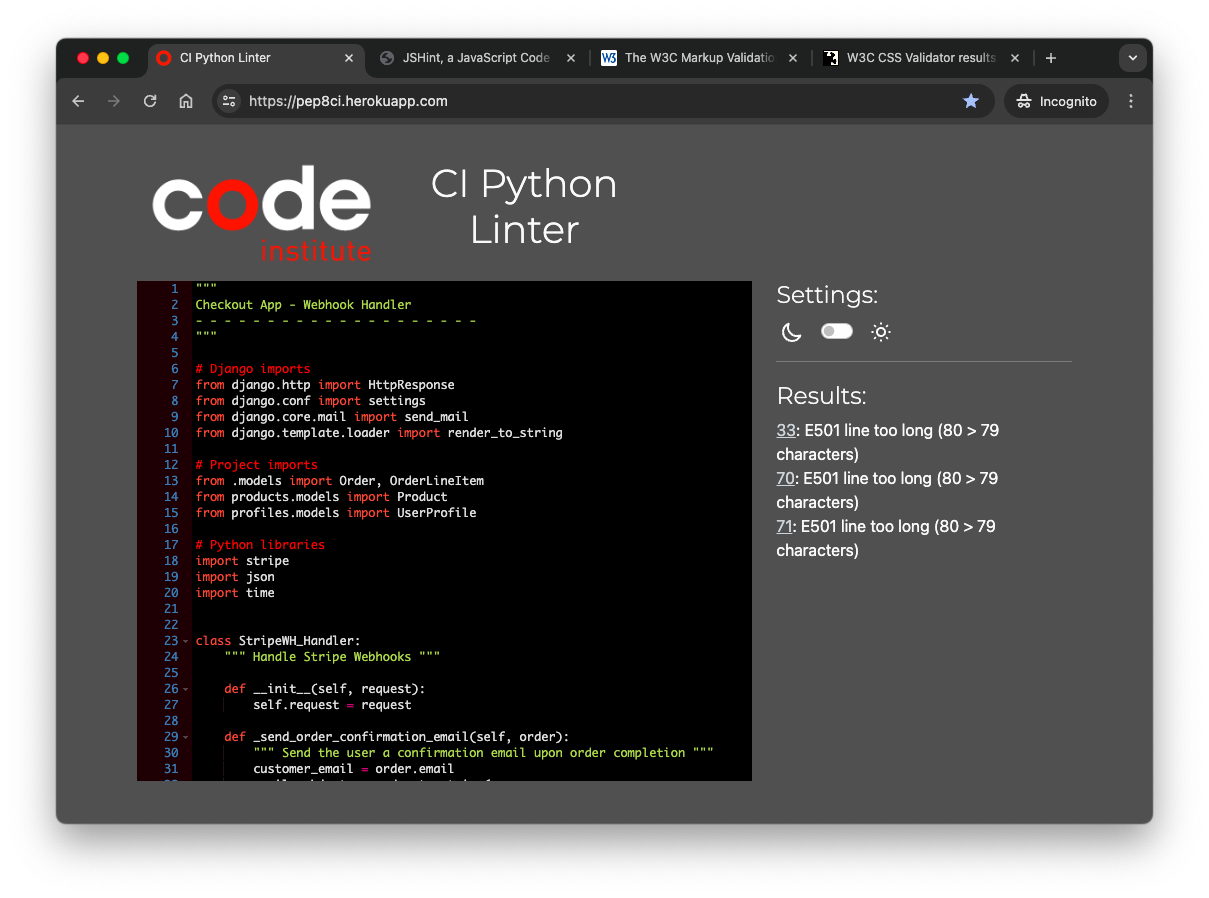 CI Python Linter
JSHint, a JavaScript Code
W3 The W3C Markup Validatio
W3C CSS Validator results
https://pep8ci.herokuapp.com
Incognito
code
institute
CI Python
Linter
1 """
2 Checkout App - Webhook Handler
3 - - - - - - - - - - - - - - - - - - - -
4 """
5
6 # Django imports
7 from django.http import HttpResponse
8 from django.conf import settings
9 from django.core.mail import send_mail
10 from django.template.loader import render_to_string
11
12 # Project imports
13 from .models import Order, OrderLineItem
14 from products.models import Product
15 from profiles.models import UserProfile
16
17 # Python libraries
18 import stripe
19 import json
20 import time
21
22
23 class StripeWH_Handler:
24 """ Handle Stripe Webhooks """
25
26 def __init__(self, request):
27 self.request = request
28
29 def _send_order_confirmation_email(self, order):
30 """ Send the user a confirmation email upon order completion """
31 customer_email = order.email
Settings:
Results:
33: E501 line too long (80 > 79
characters)
70: E501 line too long (80 > 79
characters)
71: E501 line too long (80 > 79
characters)